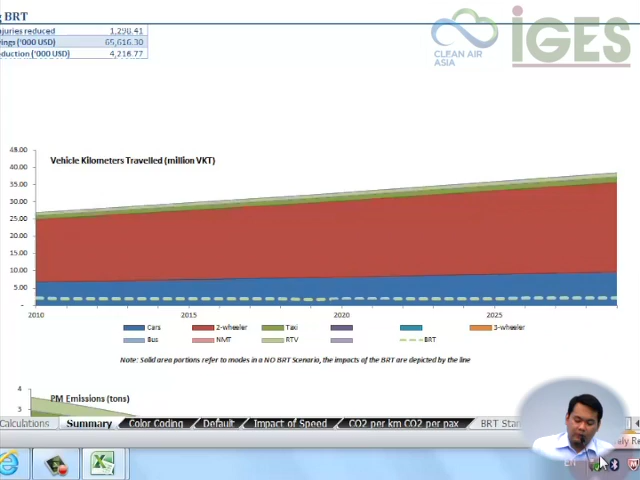 BRT
juries reduced 1,290.41
ings ('000 USD) 65,616.30
duction ('000 USD) 4,216.77
CLEAN AIR
ASIA
iGES
Vehicle Kilometers Travelled (million VKT)
45.00
40.00
35.00
30.00
25.00
20.00
15.00
10.00
5.00
-
2010 2015 2020 2025
Cars 2-wheeler Taxi 3-wheeler
Bus NMT RTV BRT
Note: Solid area portions refer to modes in a NO BRT Scenario, the impacts of the BRT are depicted by the line
PM Emissions (tons)
4
3
Calculations Summary Color Coding Default Impact of Speed CO2 per km CO2 per pax BRT Stan
ely Re
EN